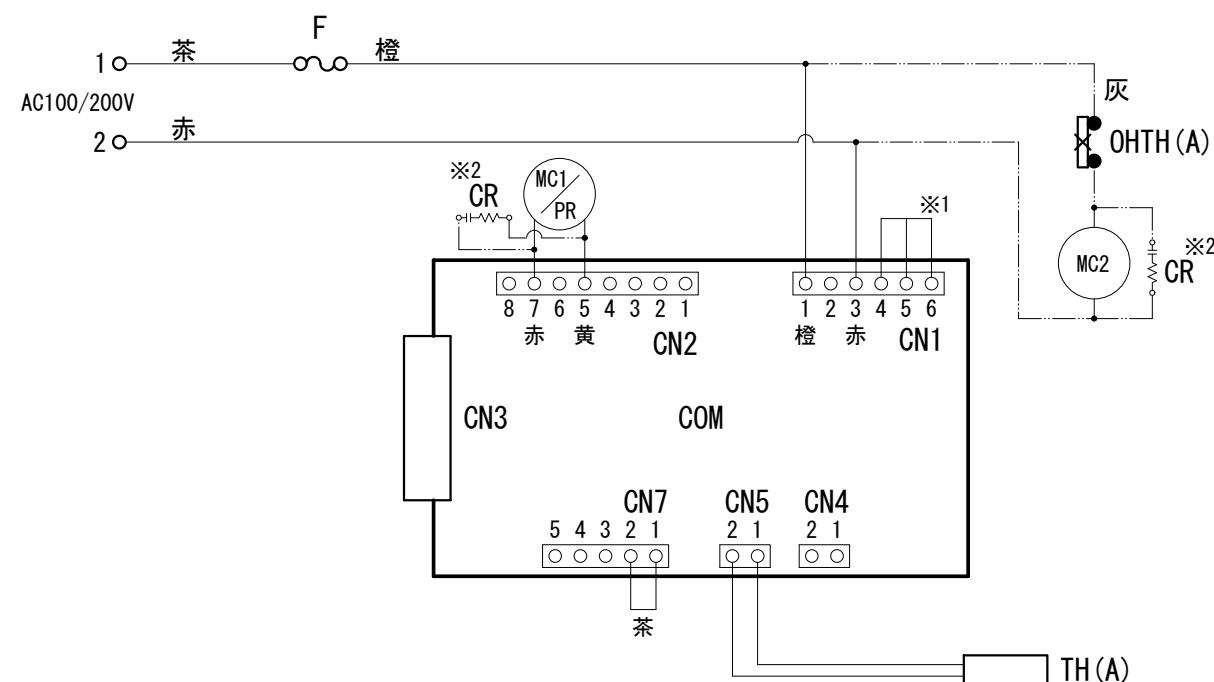 F
1 茶 橙
AC100/200V
灰
2 赤
OHTH(A)
※2
CR
MC1/PR
※1
MC2
※2
CR
8 7 6 5 4 3 2 1
赤 黄
CN2
1 2 3 4 5 6
橙 赤
CN1
CN3
COM
CN7
5 4 3 2 1
CN5
2 1
CN4
2 1
茶
TH(A)